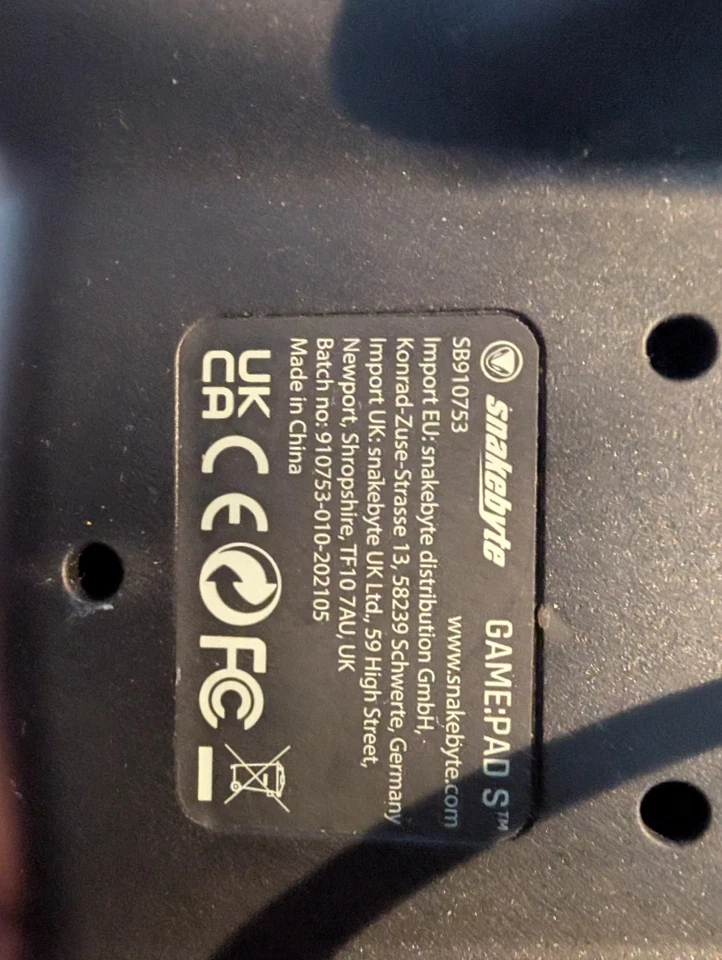 snakebyte GAME:PAD S™
SB910753 www.snakebyte.com
Import EU: snakebyte distribution GmbH,
Konrad-Zuse-Strasse 13, 58239 Schwerte, Germany
Import UK: snakebyte UK Ltd., 59 High Street,
Newport, Shropshire, TF10 7AU, UK
Batch no: 910753-010-202105
Made in China
UK CA CE FC